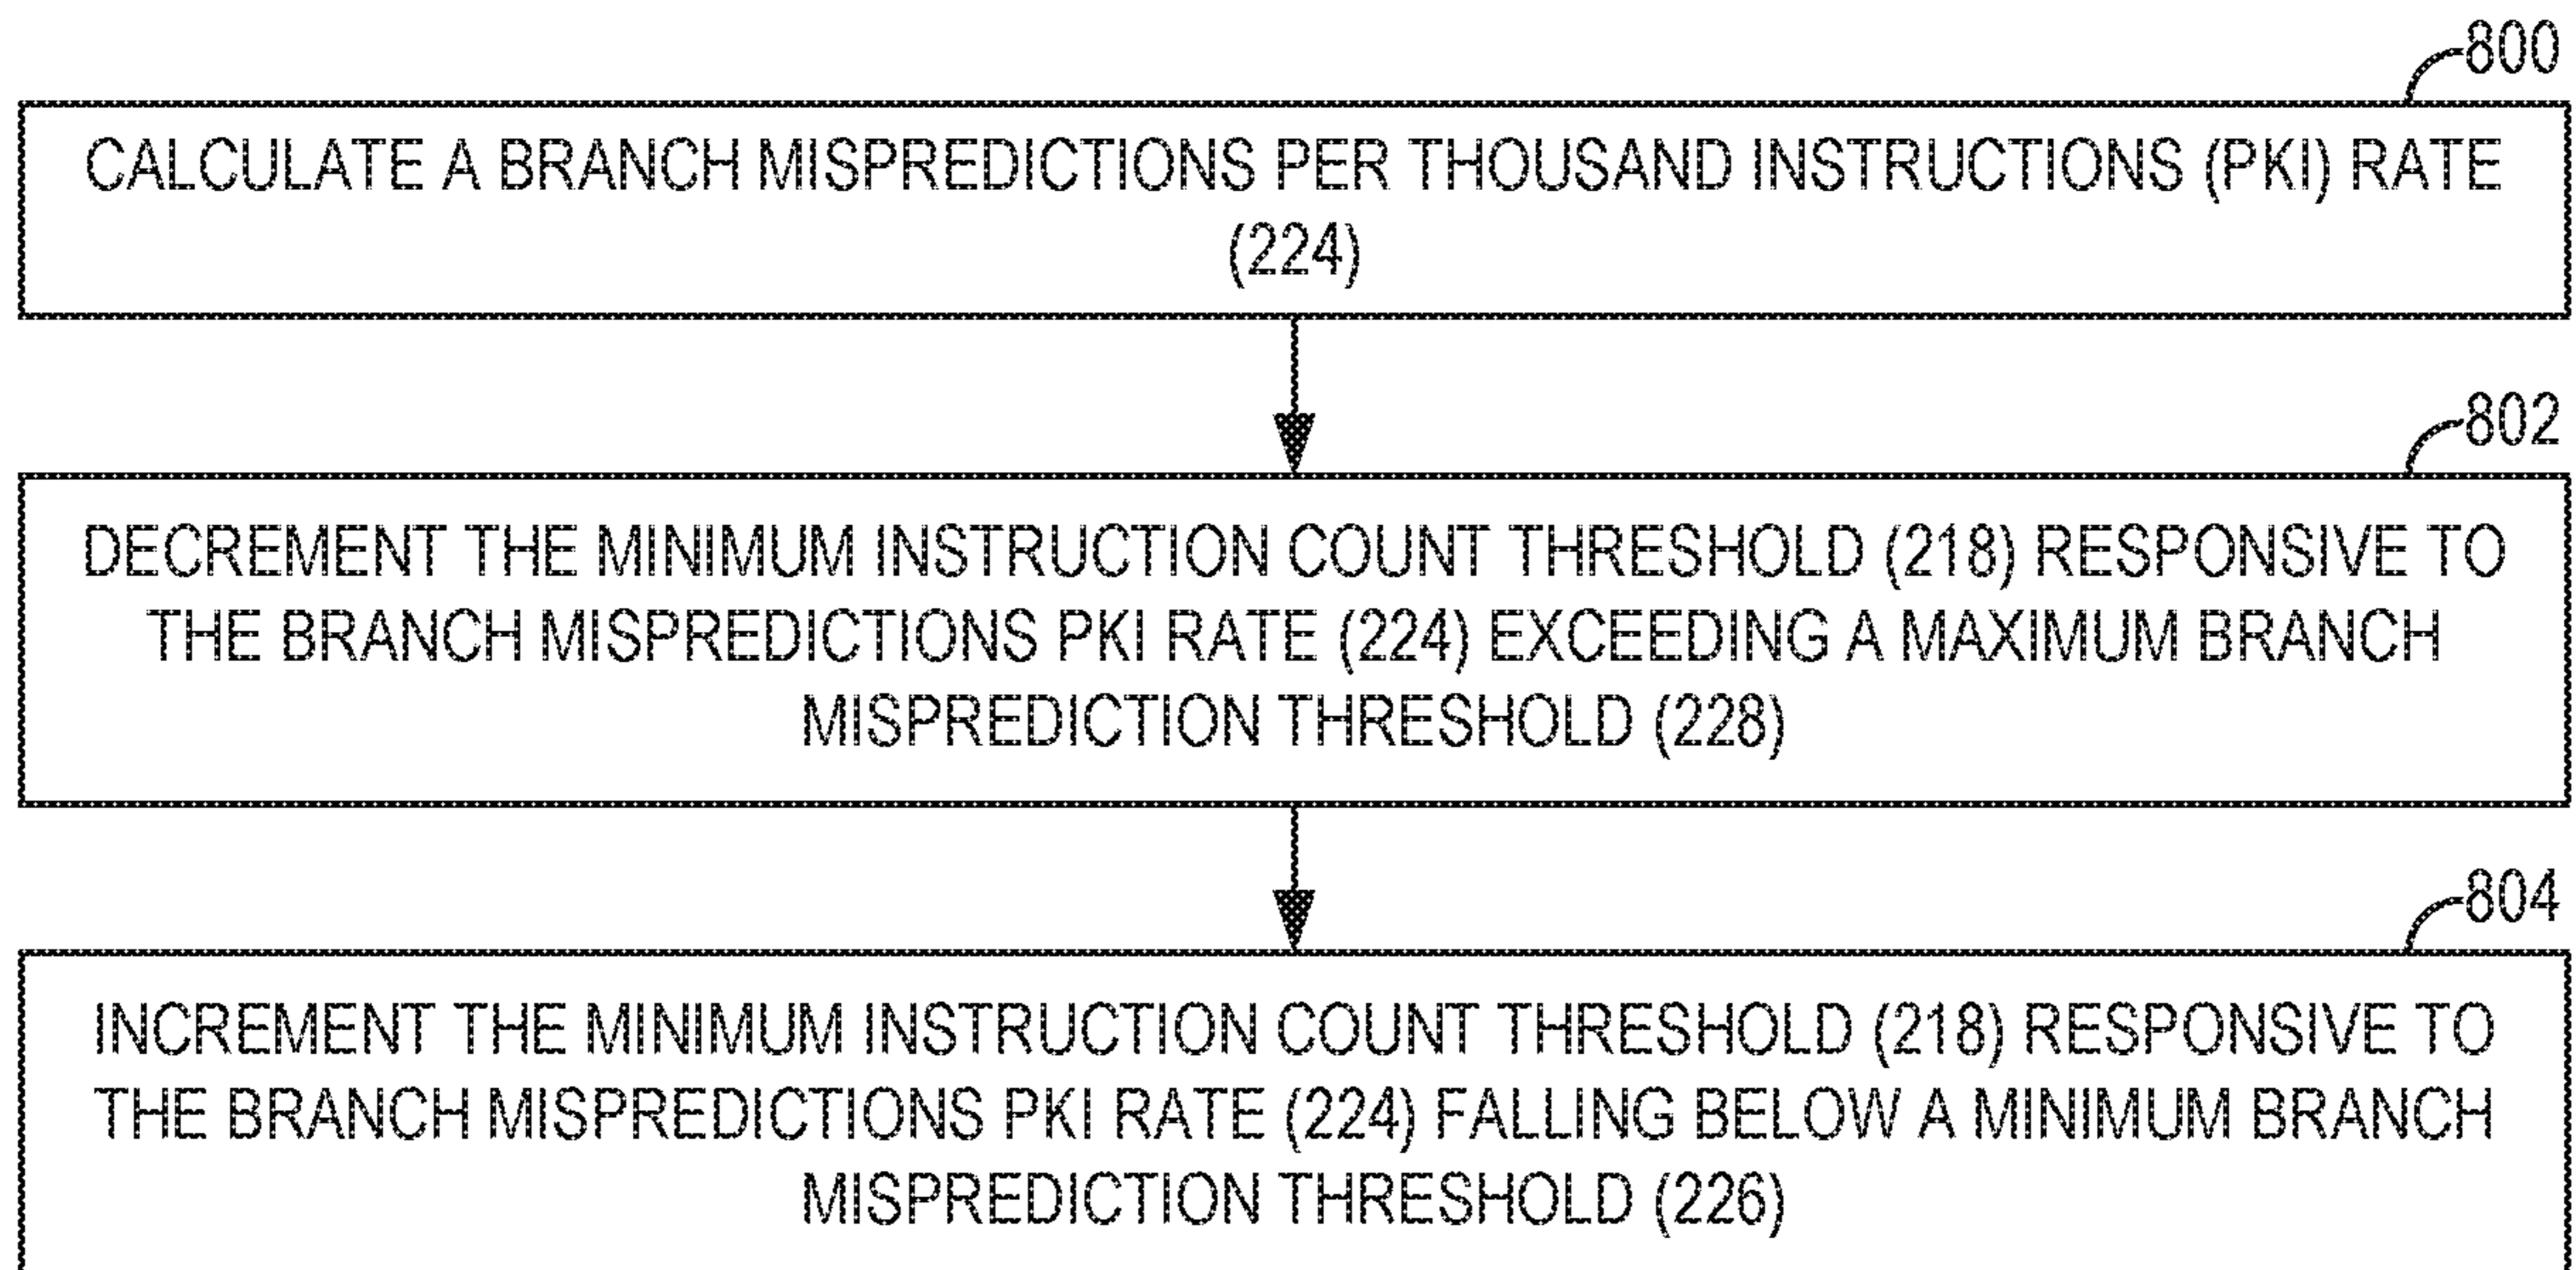 800
CALCULATE A BRANCH MISPREDICTIONS PER THOUSAND INSTRUCTIONS (PKI) RATE
(224)
802
DECREMENT THE MINIMUM INSTRUCTION COUNT THRESHOLD (218) RESPONSIVE TO
THE BRANCH MISPREDICTIONS PKI RATE (224) EXCEEDING A MAXIMUM BRANCH
MISPREDICTION THRESHOLD (228)
804
INCREMENT THE MINIMUM INSTRUCTION COUNT THRESHOLD (218) RESPONSIVE TO
THE BRANCH MISPREDICTIONS PKI RATE (224) FALLING BELOW A MINIMUM BRANCH
MISPREDICTION THRESHOLD (226)